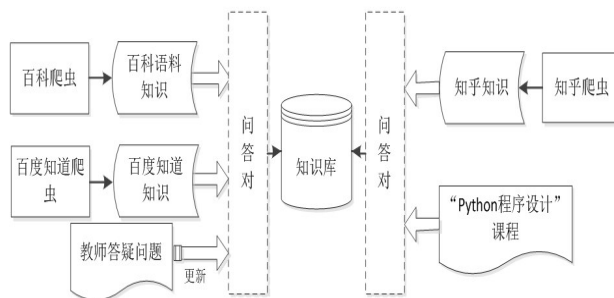 百科爬虫
百科语料
知识
百度知道爬
虫
百度知道
知识
教师答疑问题
更新
问
答
对
知识库
问
答
对
知乎知识
知乎爬虫
“Python程序设计”
课程